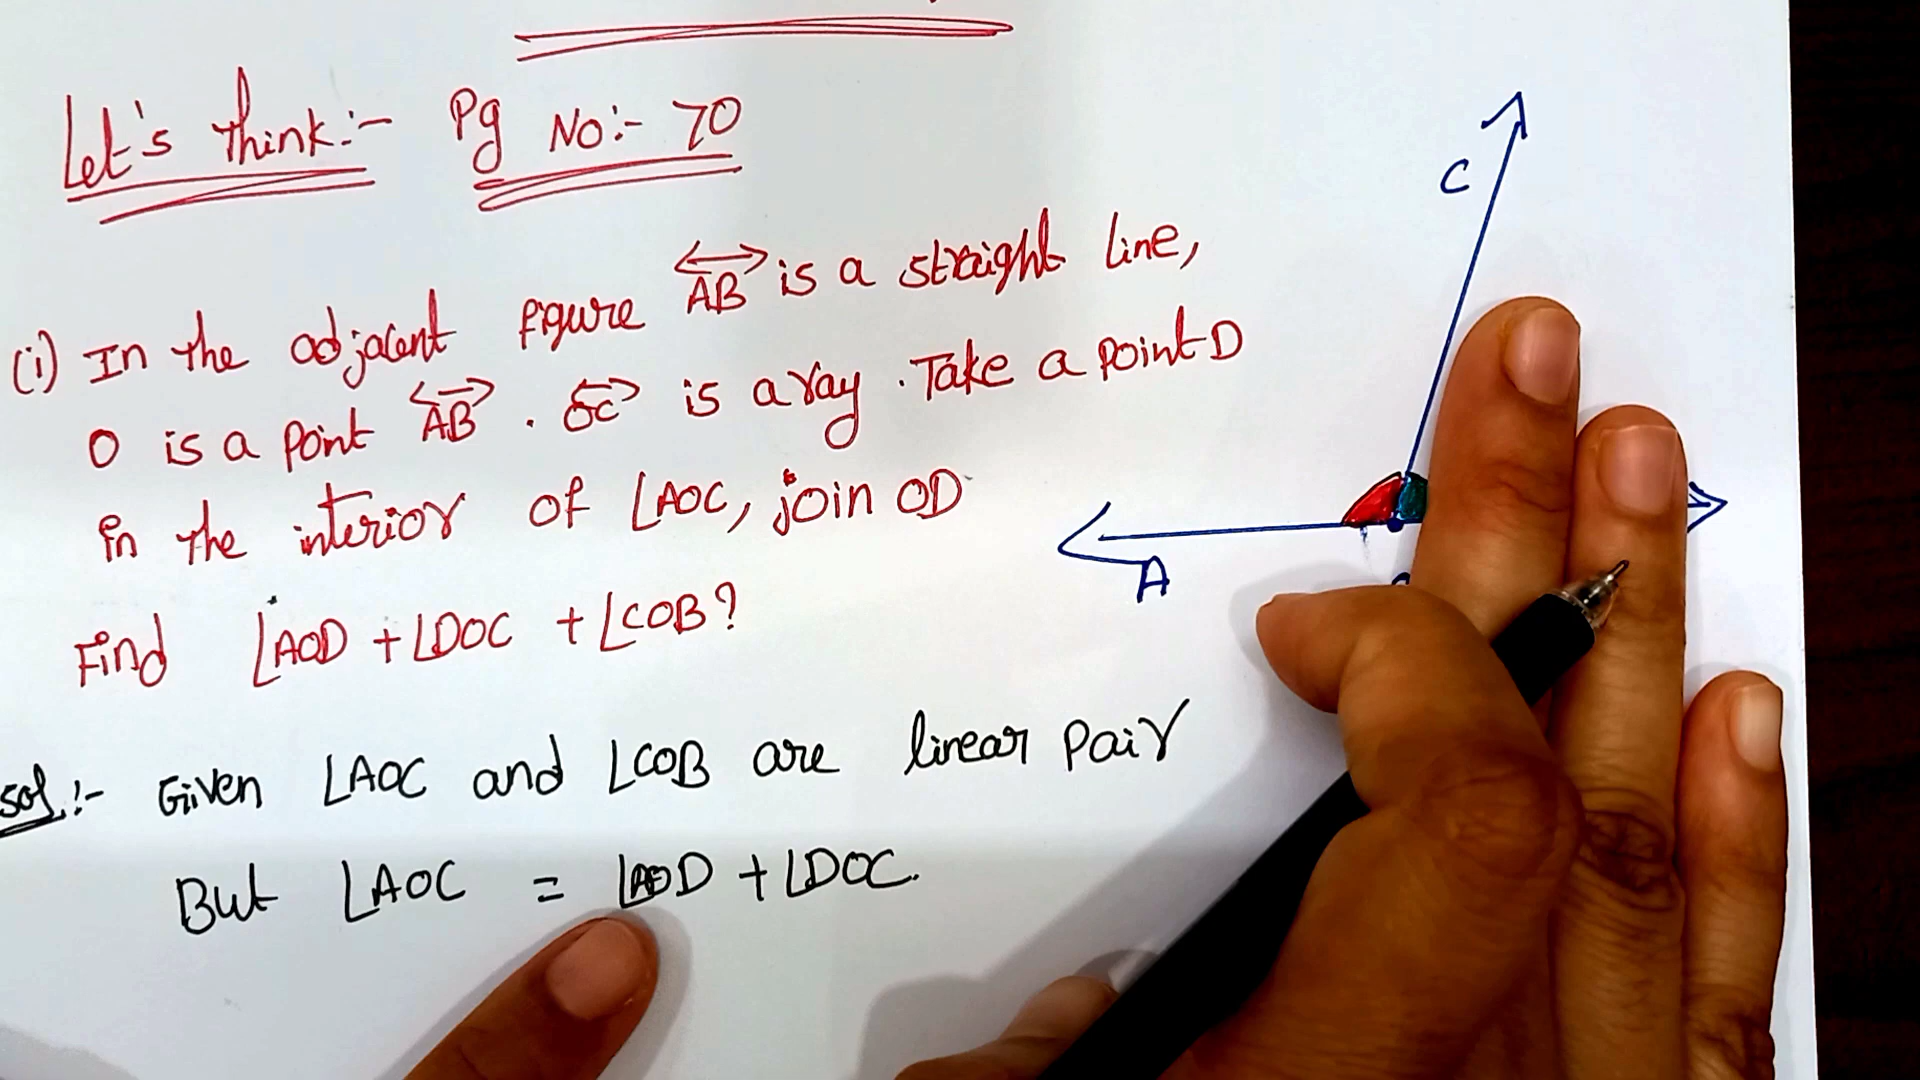 Let's think:- Pg No:- 70
(i) In the adjacent figure AB is a straight line,
O is a point AB. OC is a ray. Take a point D
in the interior of ∠AOC, join OD
Find ∠AOD + ∠DOC + ∠COB?
Sol:- Given ∠AOC and ∠COB are linear pair
But ∠AOC = ∠AOD + ∠DOC.
C
A